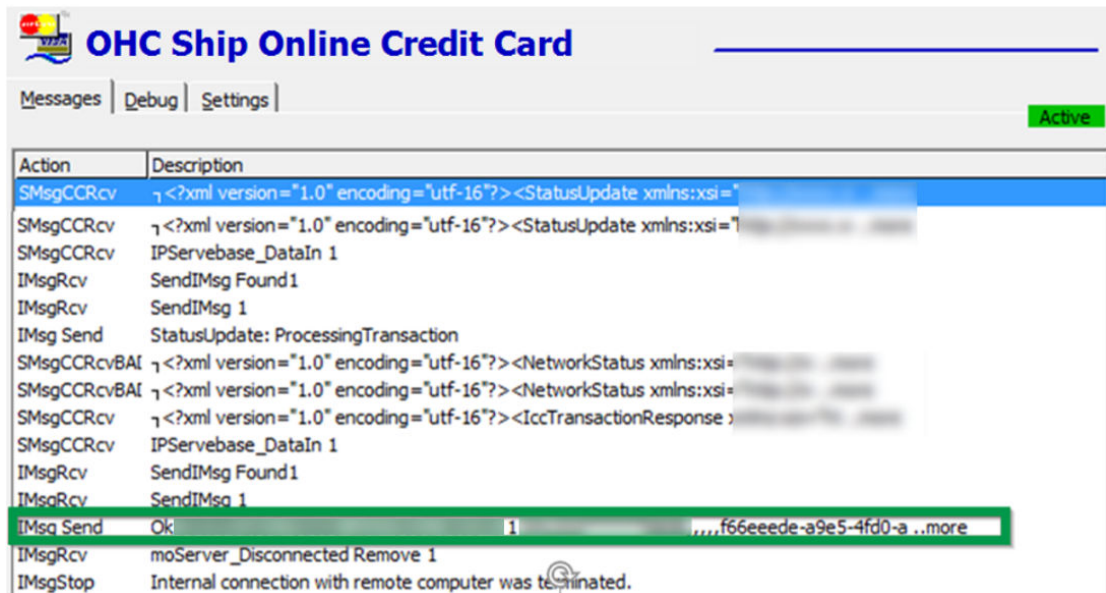 OHC Ship Online Credit Card
Messages Debug Settings
Active
Action Description
SMsgCCRcv ┐<?xml version="1.0" encoding="utf-16"?><StatusUpdate xmlns:xsi="
SMsgCCRcv ┐<?xml version="1.0" encoding="utf-16"?><StatusUpdate xmlns:xsi="
SMsgCCRcv IPServebase_DataIn 1
IMsgRcv SendIMsg Found1
IMsgRcv SendIMsg 1
IMsg Send StatusUpdate: ProcessingTransaction
SMsgCCRcvBAD ┐<?xml version="1.0" encoding="utf-16"?><NetworkStatus xmlns:xsi=
SMsgCCRcvBAD ┐<?xml version="1.0" encoding="utf-16"?><NetworkStatus xmlns:xsi=
SMsgCCRcv ┐<?xml version="1.0" encoding="utf-16"?><IccTransactionResponse
SMsgCCRcv IPServebase_DataIn 1
IMsgRcv SendIMsg Found1
IMsgRcv SendIMsg 1
IMsg Send Ok 1 ,,,,f66eeede-a9e5-4fd0-a ..more
IMsgRcv moServer_Disconnected Remove 1
IMsgStop Internal connection with remote computer was terminated.